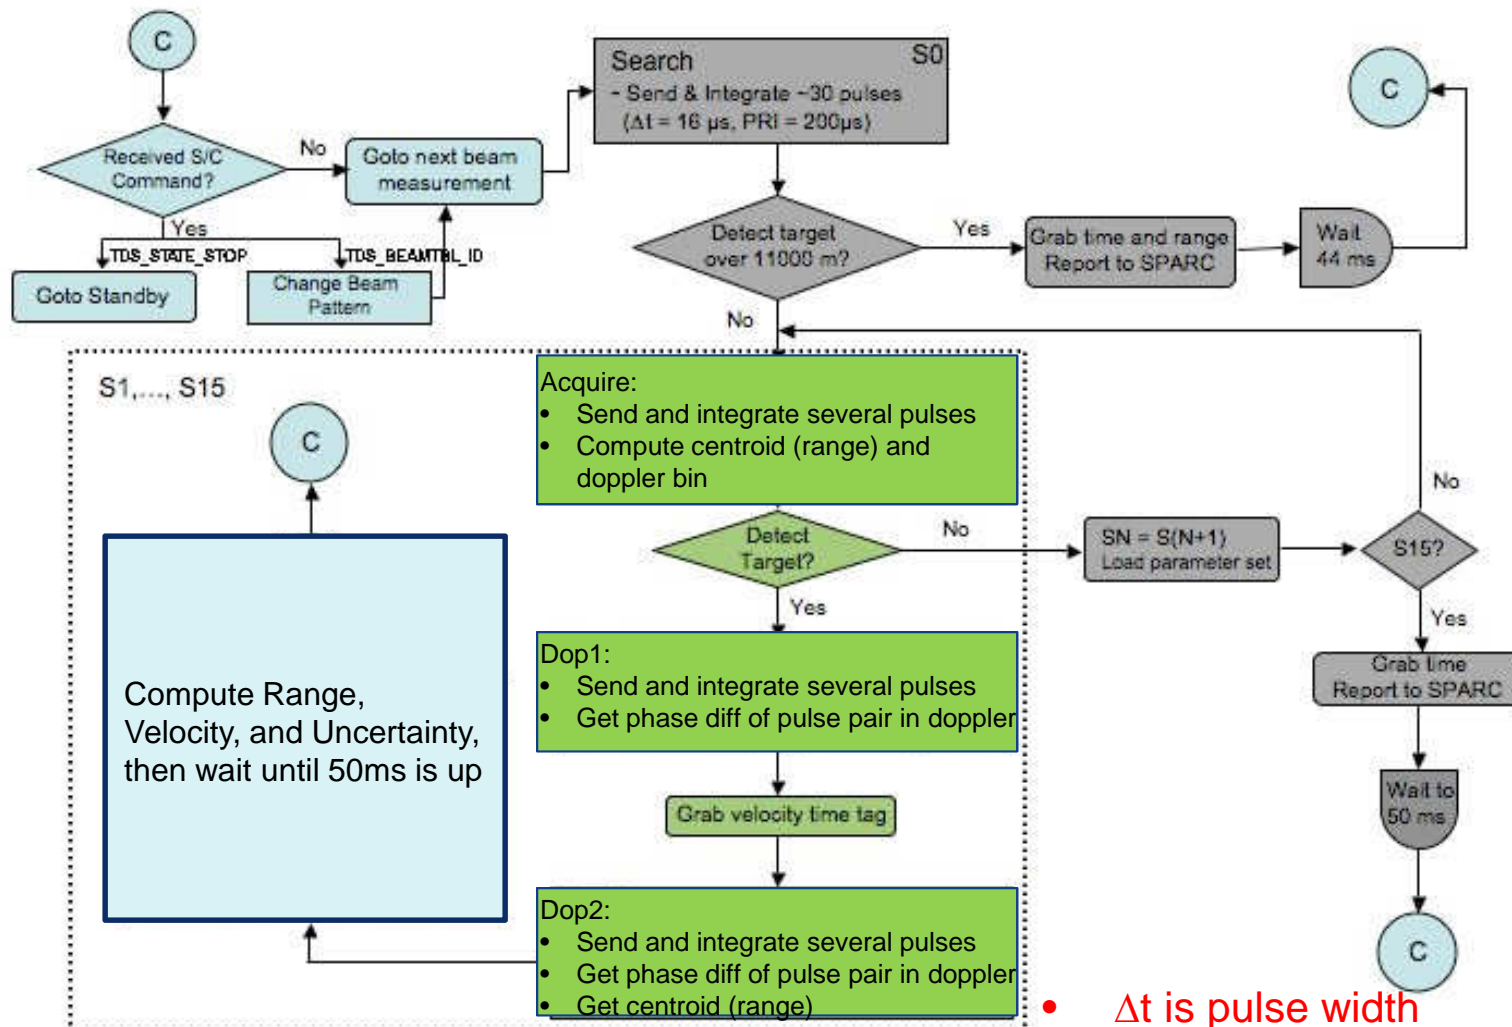 C
Received S/C
Command?
No
Yes
TDS_STATE_STOP
TDS_BEAMTBL_ID
Goto Standby
Change Beam
Pattern
Goto next beam
measurement
Search
S0
- Send & Integrate ~30 pulses
(Δt = 16 µs, PRI = 200µs)
Detect target
over 11000 m?
Yes
Grab time and range
Report to SPARC
Wait
44 ms
C
No
S1,..., S15
C
Compute Range,
Velocity, and Uncertainty,
then wait until 50ms is up
Acquire:
• Send and integrate several pulses
• Compute centroid (range) and
doppler bin
Detect
Target?
No
Yes
SN = S(N+1)
Load parameter set
S15?
No
Yes
Grab time
Report to SPARC
Wait to
50 ms
C
Dop1:
• Send and integrate several pulses
• Get phase diff of pulse pair in doppler
Grab velocity time tag
Dop2:
• Send and integrate several pulses
• Get phase diff of pulse pair in doppler
• Get centroid (range)
• Δt is pulse width